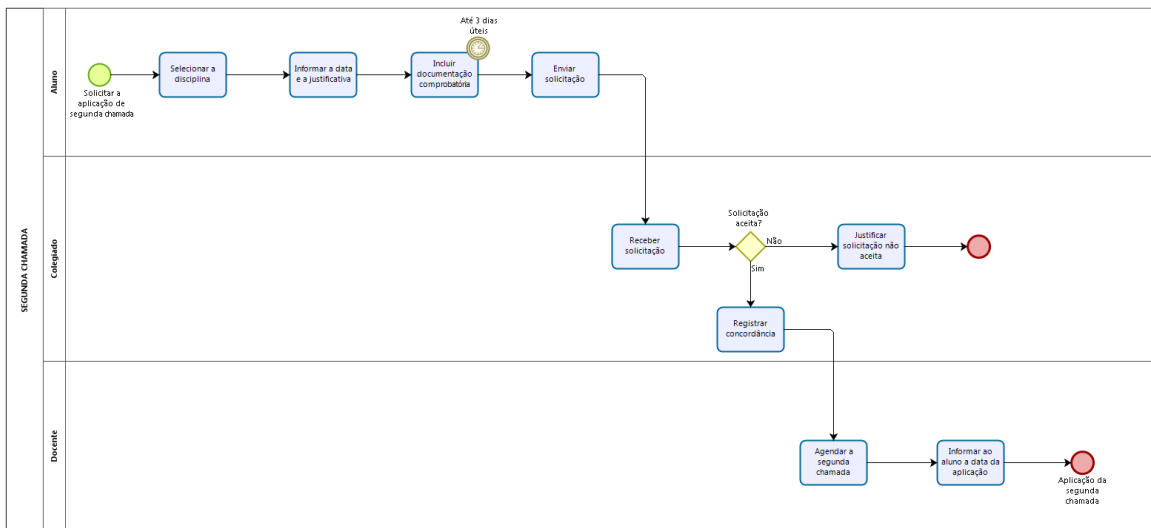 SEGUNDA CHAMADA
Aluno
Solicitar a
aplicação de
segunda chamada
Selecionar a
disciplina
Informar a data
e a justificativa
Até 3 dias
úteis
Incluir
documentação
comprobatória
Enviar
solicitação
Colegiado
Receber
solicitação
Solicitação
aceita?
Não
Sim
Justificar
solicitação não
aceita
Registrar
concordância
Docente
Agendar a
segunda
chamada
Informar ao
aluno a data da
aplicação
Aplicação da
segunda
chamada